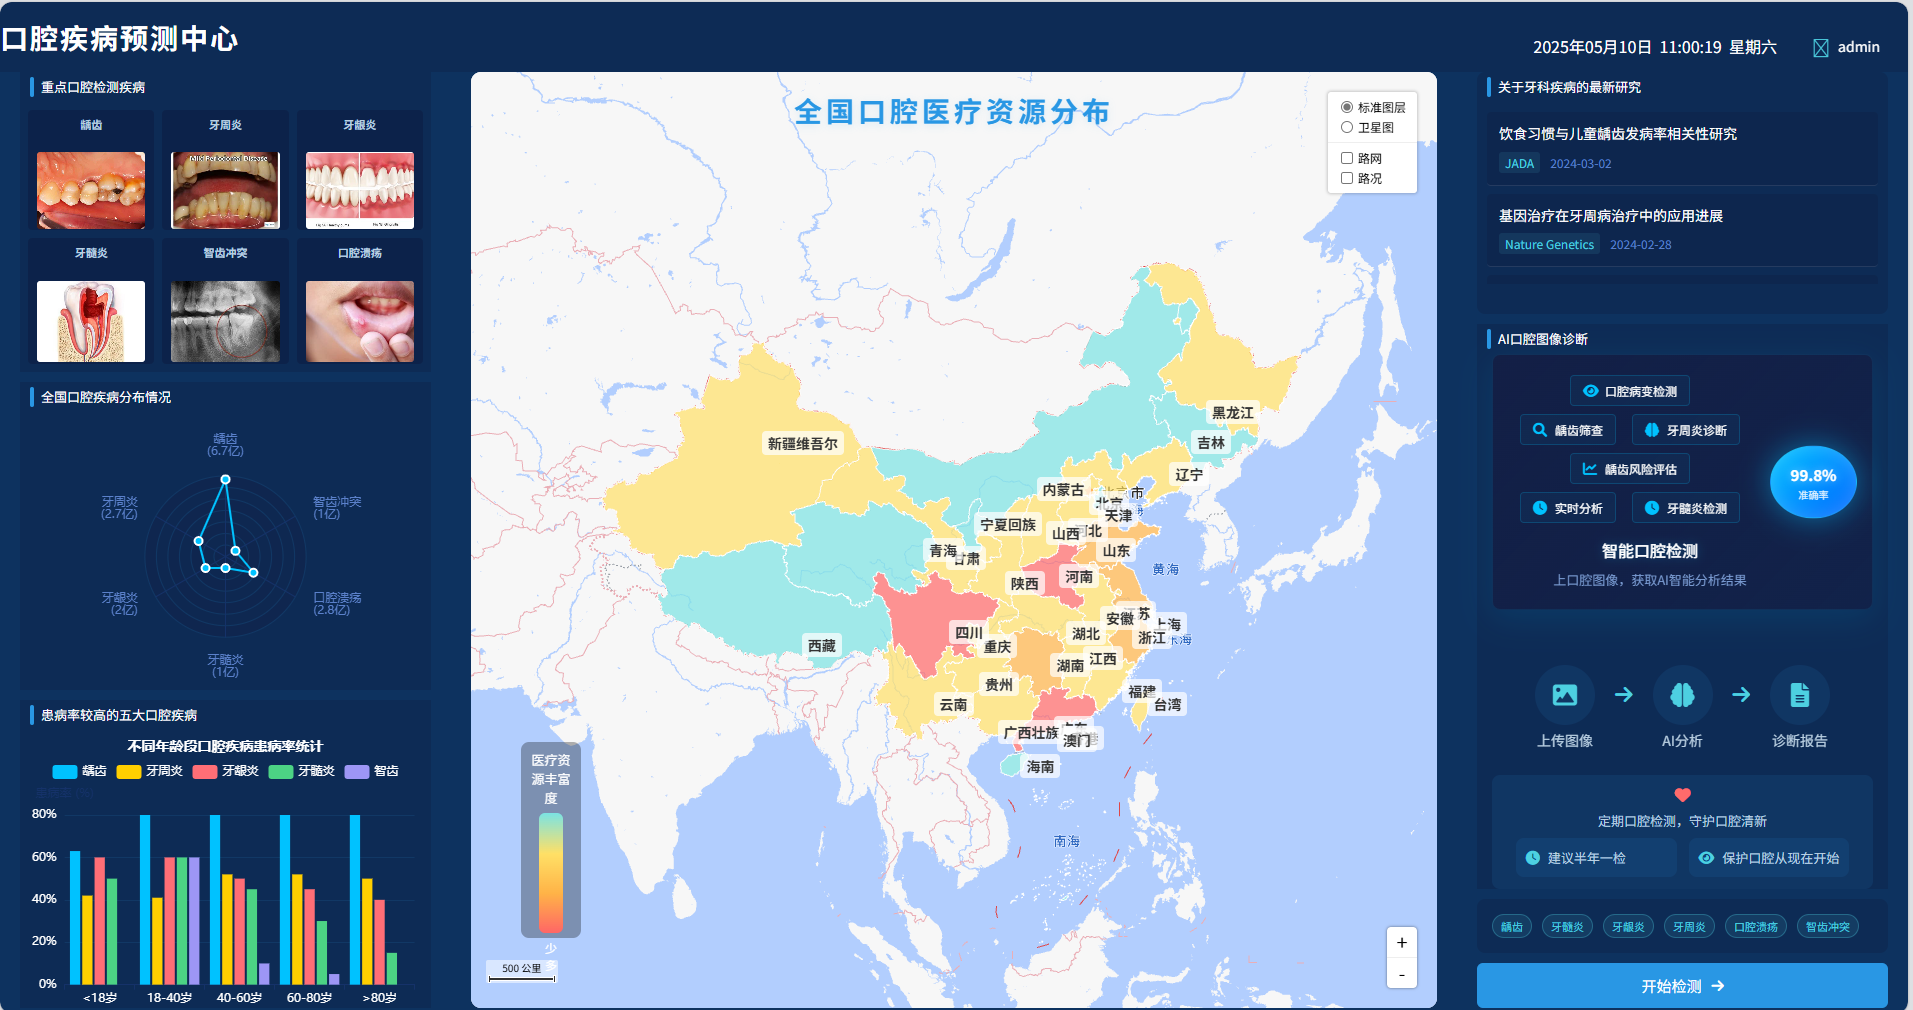 口腔疾病预测中心
2025年05月10日 11:00:19 星期六
admin
重点口腔检测疾病
龋齿
牙周炎
牙龈炎
Mild Periodontal Disease
牙髓炎
智齿冲突
口腔溃疡
全国口腔疾病分布情况
龋齿
(6.7亿)
牙周炎
(2.7亿)
智齿冲突
(1亿)
牙龈炎
(2亿)
口腔溃疡
(2.8亿)
牙髓炎
(1亿)
患病率较高的五大口腔疾病
不同年龄段口腔疾病患病率统计
龋齿
牙周炎
牙龈炎
牙髓炎
智齿
患病率 (%)
80%
60%
40%
20%
0%
<18岁
18-40岁
40-60岁
60-80岁
>80岁
全国口腔医疗资源分布
标准图层
卫星图
路网
路况
黑龙江
新疆维吾尔
吉林
辽宁
内蒙古
北京
市
天津
宁夏回族
山西
河北
山东
青海
甘肃
黄海
陕西
河南
安徽
江苏
上海
四川
湖北
浙江
东海
西藏
重庆
湖南
江西
贵州
福建
云南
台湾
广西壮族
澳门
海南
南海
医疗资
源丰富
度
少
500 公里
+
-
关于牙科疾病的最新研究
饮食习惯与儿童龋齿发病率相关性研究
JADA
2024-03-02
基因治疗在牙周病治疗中的应用进展
Nature Genetics
2024-02-28
AI口腔图像诊断
口腔病变检测
龋齿筛查
牙周炎诊断
龋齿风险评估
实时分析
牙髓炎检测
99.8%
准确率
智能口腔检测
上口腔图像，获取AI智能分析结果
上传图像
AI分析
诊断报告
定期口腔检测，守护口腔清新
建议半年一检
保护口腔从现在开始
龋齿
牙髓炎
牙龈炎
牙周炎
口腔溃疡
智齿冲突
开始检测